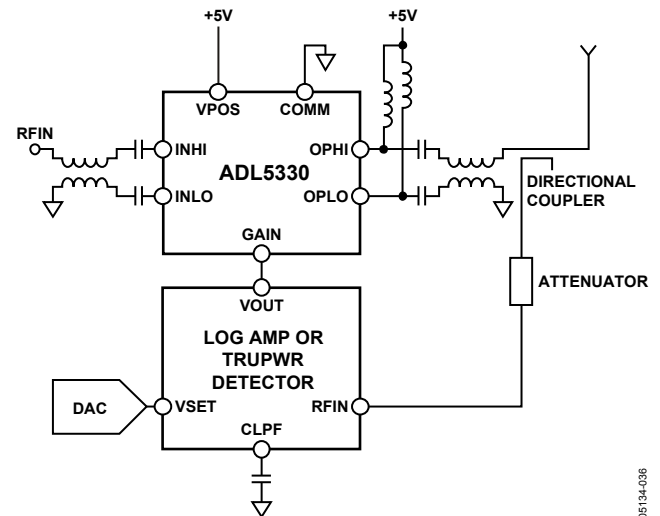 +5V
+5V
VPOS
COMM
RFIN
INHI
OPHI
ADL5330
INLO
OPLO
DIRECTIONAL
COUPLER
GAIN
ATTENUATOR
VOUT
LOG AMP OR
TRUPWR
DETECTOR
DAC
VSET
RFIN
CLPF
05134-036